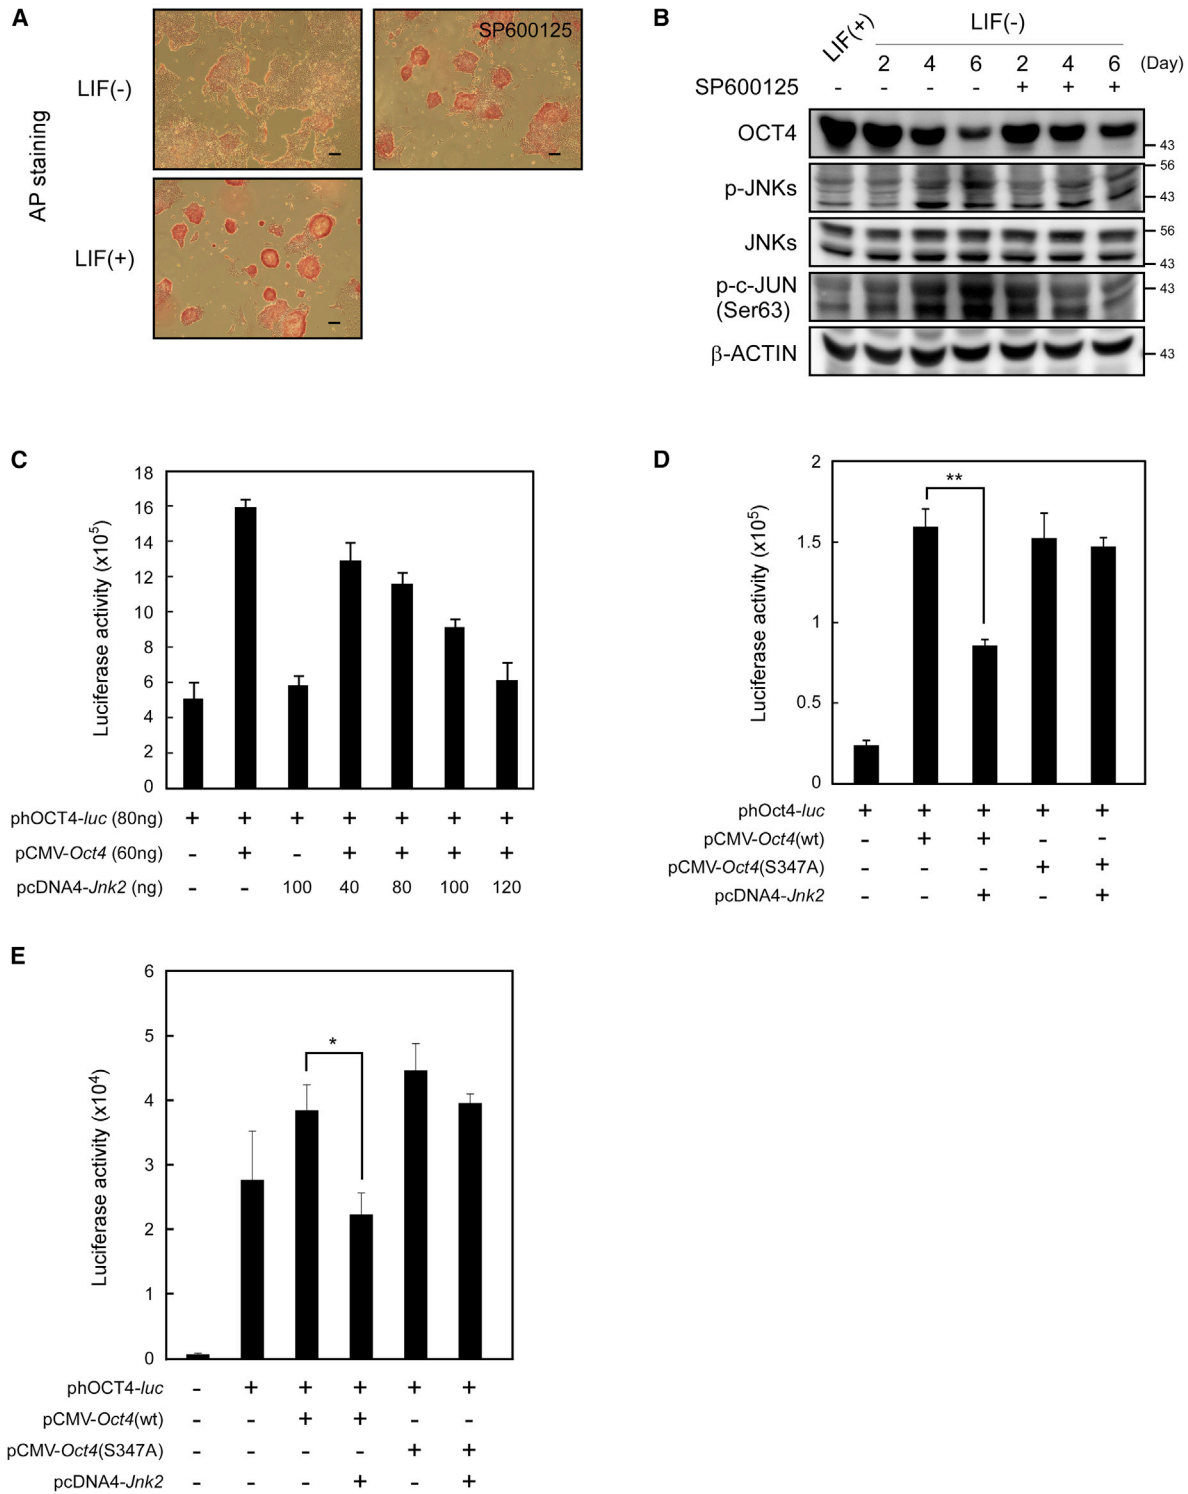 A
AP staining
LIF(-)
SP600125
LIF(+)
B
LIF(+)
LIF(-)
2 4 6 2 4 6 (Day)
SP600125 - - - - + + +
OCT4
43
p-JNKs
56
43
JNKs
56
43
p-c-JUN
(Ser63)
43
β-ACTIN
43
C
Luciferase activity (x10⁵)
18
16
14
12
10
8
6
4
2
0
phOCT4-luc (80ng) + + + + + + +
pCMV-Oct4 (60ng) - + - + + + +
pcDNA4-Jnk2 (ng) - - 100 40 80 100 120
D
Luciferase activity (x10⁵)
2
1.5
1
0.5
0
**
phOct4-luc + + + + +
pCMV-Oct4(wt) - + + - -
pCMV-Oct4(S347A) - - - + +
pcDNA4-Jnk2 - - + - +
E
Luciferase activity (x10⁴)
6
5
4
3
2
1
0
*
phOCT4-luc - + + + + +
pCMV-Oct4(wt) - - + + - -
pCMV-Oct4(S347A) - - - - + +
pcDNA4-Jnk2 - - - + - +